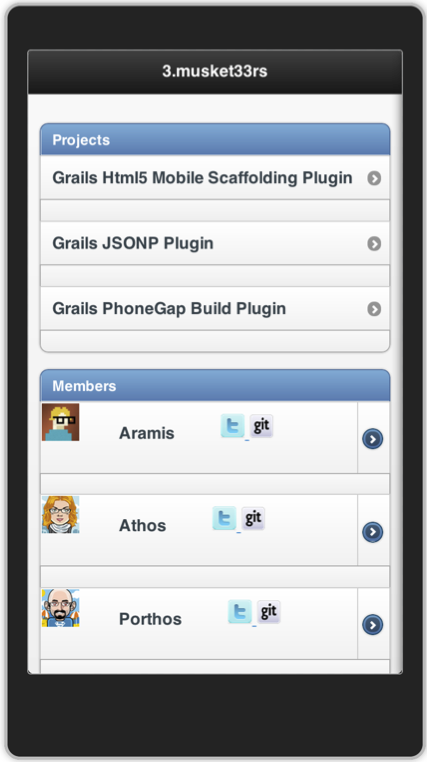 3.musket33rs
Projects
Grails Html5 Mobile Scaffolding Plugin
Grails JSONP Plugin
Grails PhoneGap Build Plugin
Members
Aramis t git
Athos t git
Porthos t git